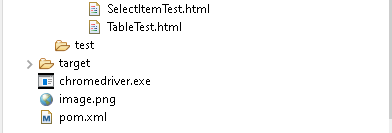 SelectItemTest.html
TableTest.html
test
target
chromedriver.exe
image.png
pom.xml